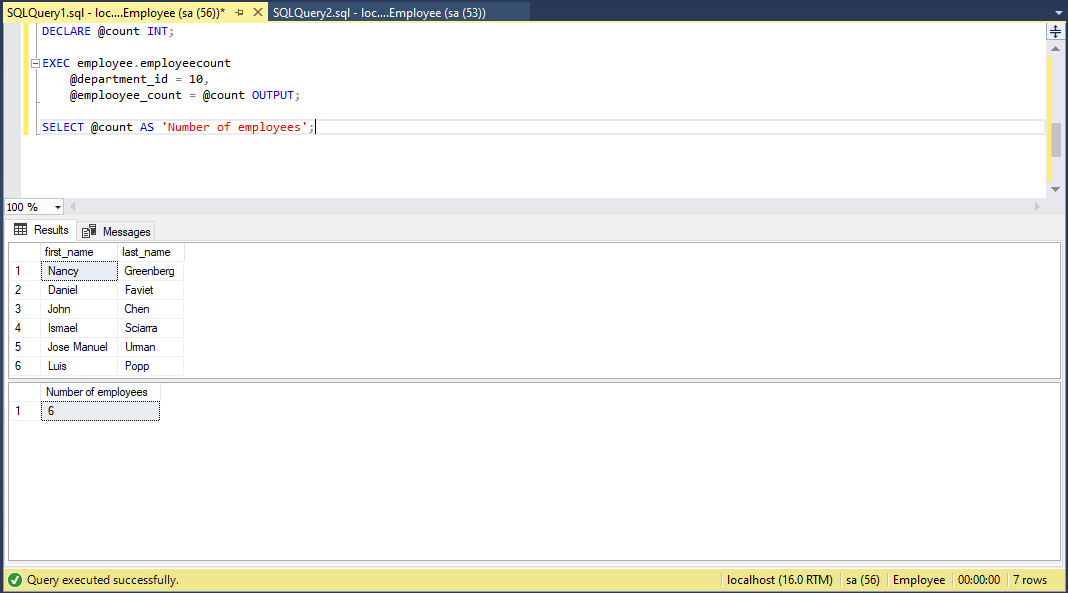 SQLQuery1.sql - loc....Employee (sa (56))* SQLQuery2.sql - loc....Employee (sa (53))
DECLARE @count INT;
EXEC employee.employeecount
@department_id = 10,
@emplooyee_count = @count OUTPUT;
SELECT @count AS 'Number of employees';
100 %
Results Messages
first_name last_name
1 Nancy Greenberg
2 Daniel Faviet
3 John Chen
4 Ismael Sciarra
5 Jose Manuel Urman
6 Luis Popp
Number of employees
1 6
Query executed successfully. localhost (16.0 RTM) sa (56) Employee 00:00:00 7 rows